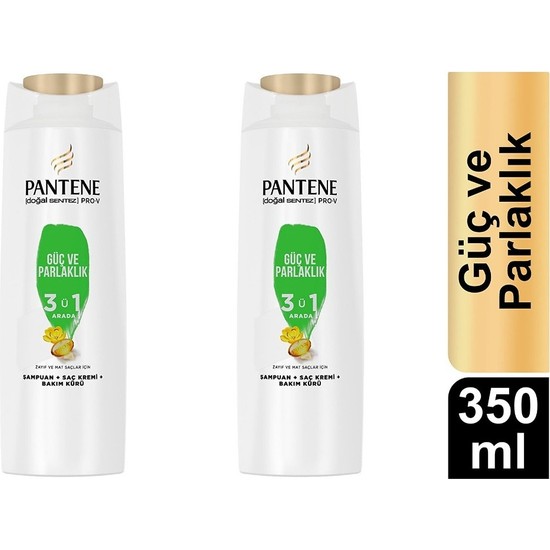 PANTENE
[doğal SENTEZ] PRO-V
GÜÇ VE
PARLAKLIK
3 Ü 1
ARADA
ZAYIF VE MAT SAÇLAR İÇİN
ŞAMPUAN + SAÇ KREMİ +
BAKIM KÜRÜ
PANTENE
[doğal SENTEZ] PRO-V
GÜÇ VE
PARLAKLIK
3 Ü 1
ARADA
ZAYIF VE MAT SAÇLAR İÇİN
ŞAMPUAN + SAÇ KREMİ +
BAKIM KÜRÜ
Güç ve
Parlaklık
350
ml